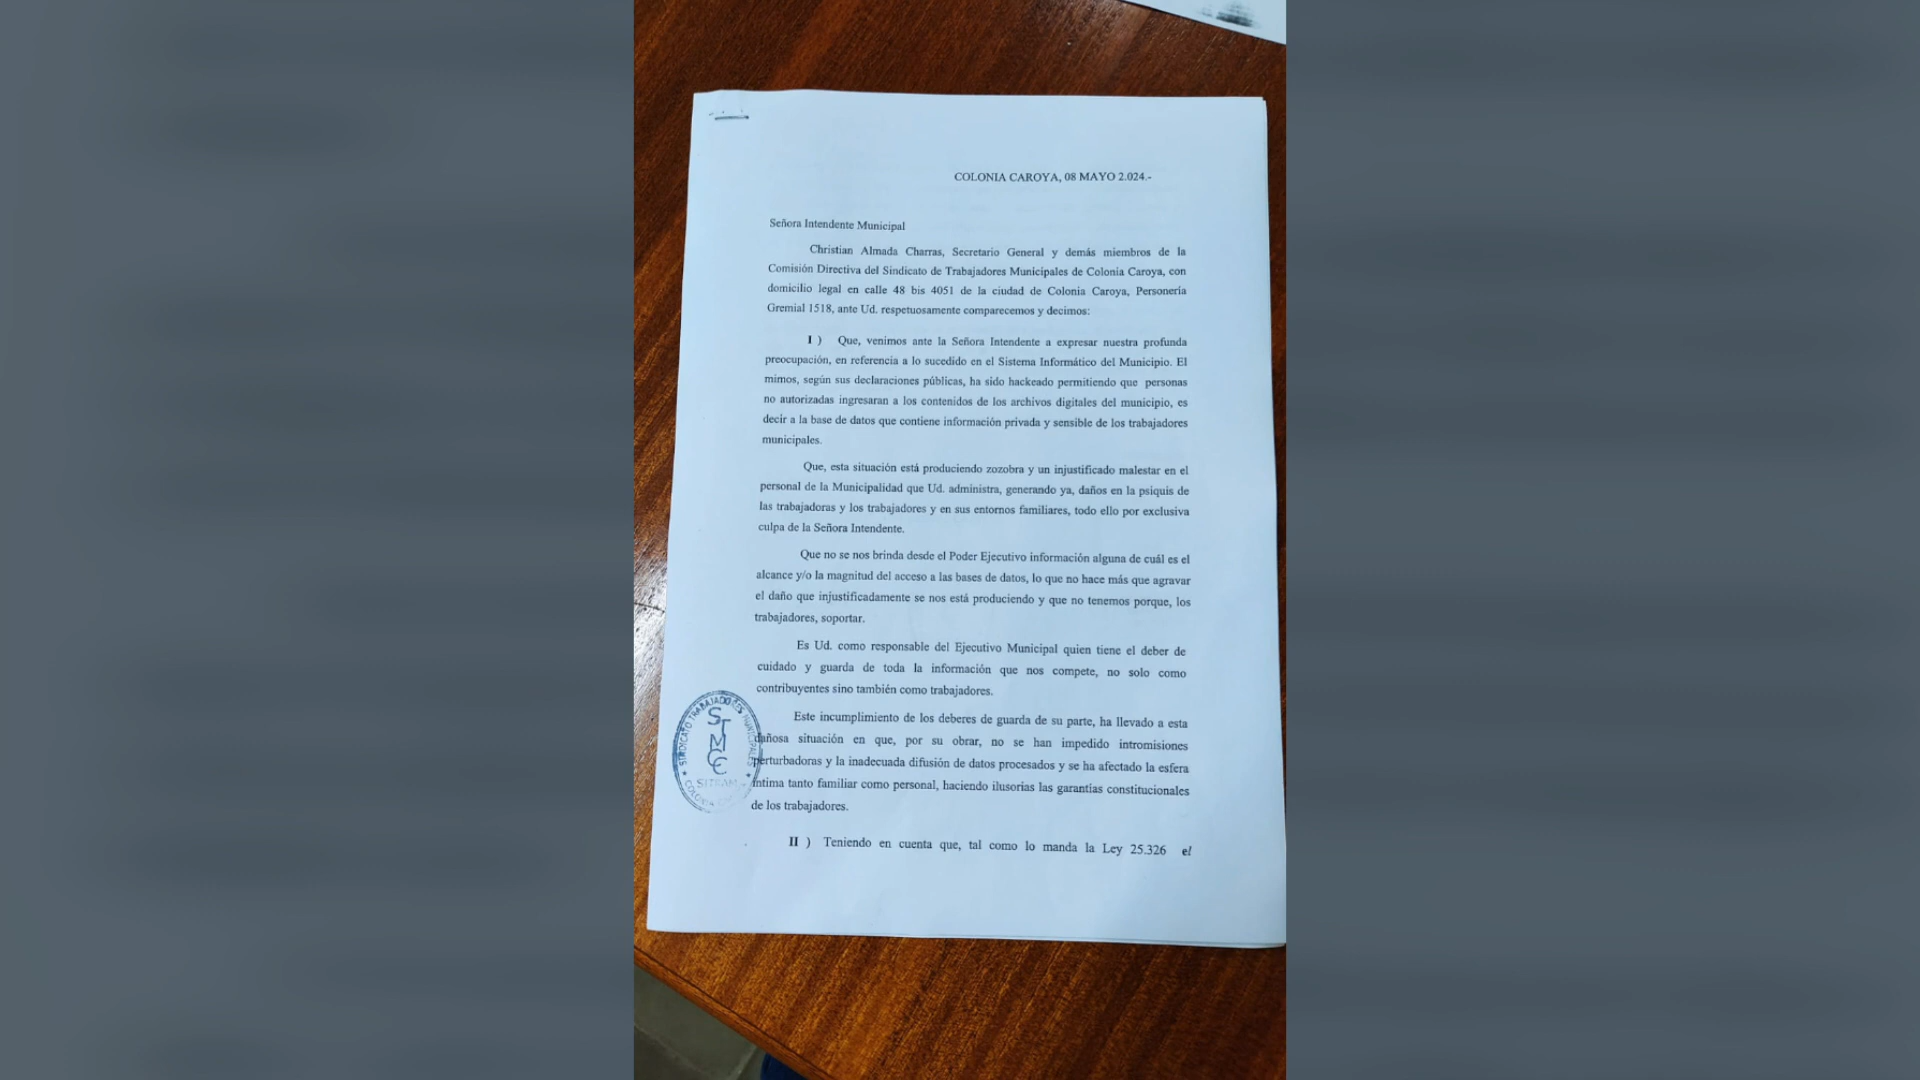 COLONIA CAROYA, 08 MAYO 2.024.-
Señora Intendente Municipal
Christian Almada Charras, Secretario General y demás miembros de la
Comisión Directiva del Sindicato de Trabajadores Municipales de Colonia Caroya, con
domicilio legal en calle 48 bis 4051 de la ciudad de Colonia Caroya, Personería
Gremial 1518, ante Ud. respetuosamente comparecemos y decimos:
I ) Que, venimos ante la Señora Intendente a expresar nuestra profunda
preocupación, en referencia a lo sucedido en el Sistema Informático del Municipio. El
mimos, según sus declaraciones públicas, ha sido hackeado permitiendo que personas
no autorizadas ingresaran a los contenidos de los archivos digitales del municipio, es
decir a la base de datos que contiene información privada y sensible de los trabajadores
municipales.
Que, esta situación está produciendo zozobra y un injustificado malestar en el
personal de la Municipalidad que Ud. administra, generando ya, daños en la psiquis de
las trabajadoras y los trabajadores y en sus entornos familiares, todo ello por exclusiva
culpa de la Señora Intendente.
Que no se nos brinda desde el Poder Ejecutivo información alguna de cuál es el
alcance y/o la magnitud del acceso a las bases de datos, lo que no hace más que agravar
el daño que injustificadamente se nos está produciendo y que no tenemos porque, los
trabajadores, soportar.
Es Ud. como responsable del Ejecutivo Municipal quien tiene el deber de
cuidado y guarda de toda la información que nos compete, no solo como
contribuyentes sino también como trabajadores.
Este incumplimiento de los deberes de guarda de su parte, ha llevado a esta
dañosa situación en que, por su obrar, no se han impedido intromisiones
perturbadoras y la inadecuada difusión de datos procesados y se ha afectado la esfera
íntima tanto familiar como personal, haciendo ilusorias las garantías constitucionales
de los trabajadores.
II ) Teniendo en cuenta que, tal como lo manda la Ley 25.326 el
SINDICATO TRABAJADORES MUNICIPALES
STMCC
COLONIA